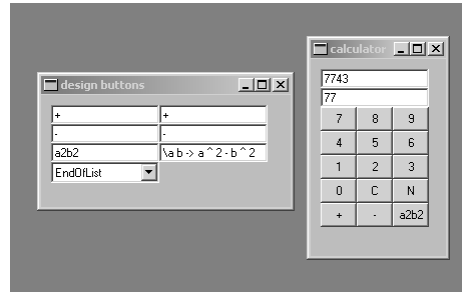 design buttons
+ +
- -
a2b2 \a b -> a ^ 2 - b ^ 2
EndOfList
calculator
7743
77
7 8 9
4 5 6
1 2 3
0 C N
+ - a2b2